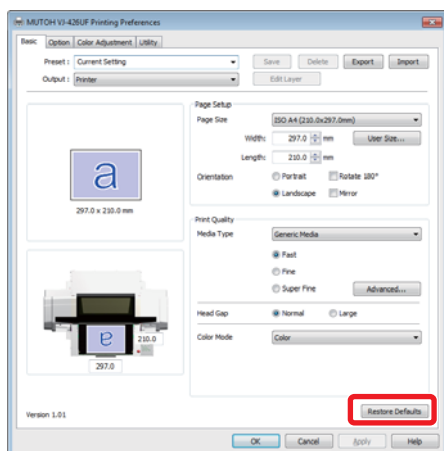 MUTOH VJ-426UF Printing Preferences
Basic Option Color Adjustment Utility
Preset : Current Setting Save Delete Export Import
Output : Printer Edit Layer
Page Setup
Page Size ISO A4 (210.0x297.0mm)
Width: 297.0 mm User Size...
Length: 210.0 mm
Orientation Portrait Rotate 180°
Landscape Mirror
a
297.0 x 210.0 mm
Print Quality
Media Type Generic Media
Fast
Fine
Super Fine Advanced...
Head Gap Normal Large
Color Mode Color
a 210.0
297.0
Restore Defaults
Version 1.01
OK Cancel Apply Help